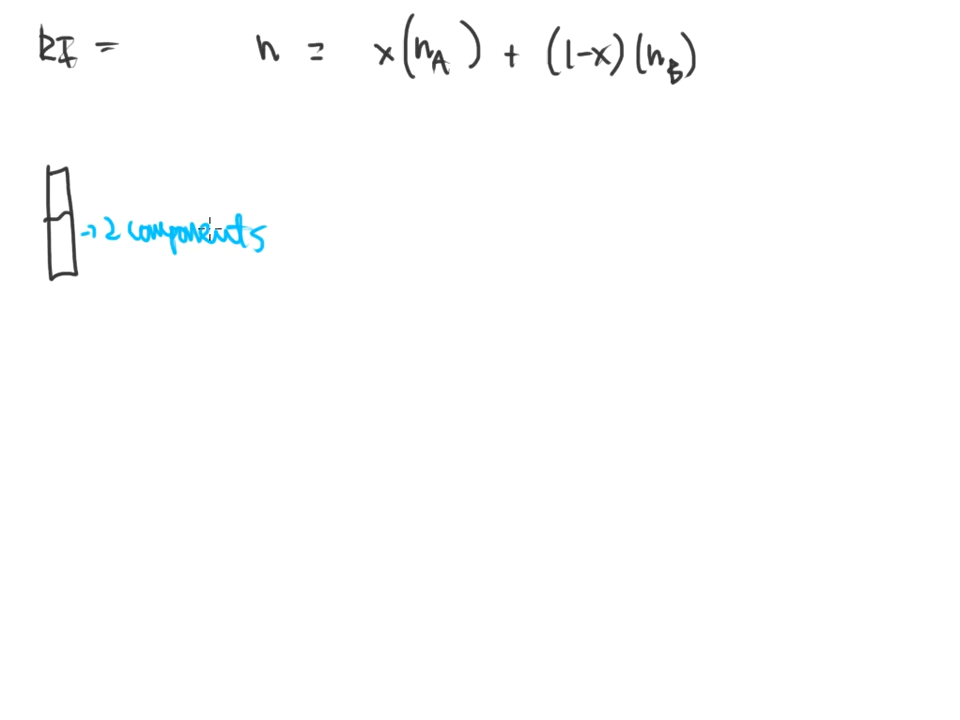 RI = n = x(nA) + (1-x)(nB)
→ 2 components